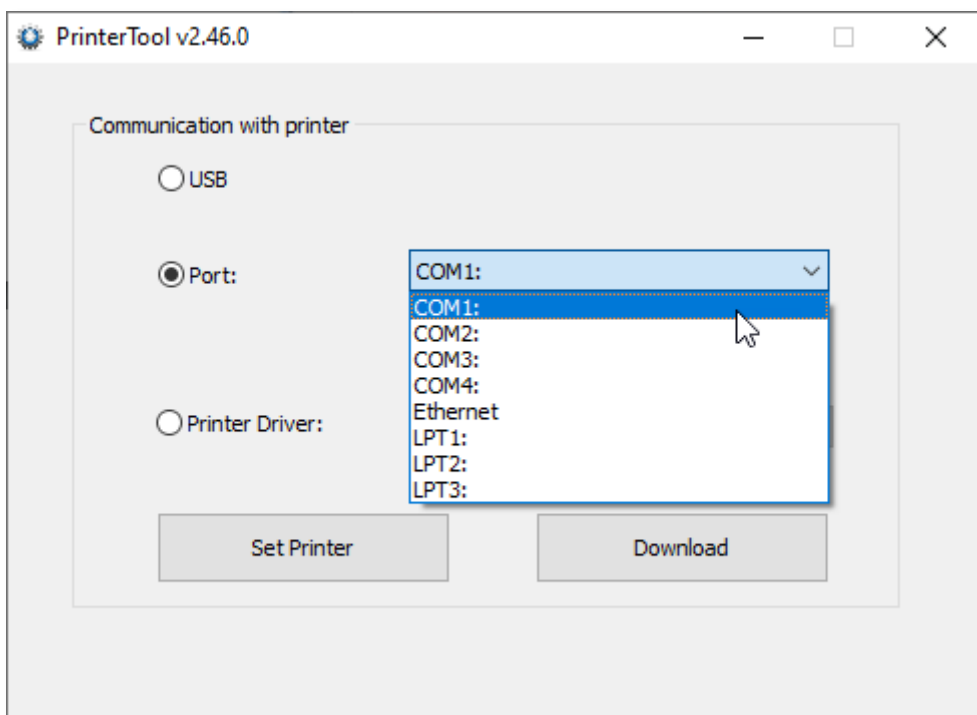 PrinterTool v2.46.0
Communication with printer
USB
Port:
COM1:
COM1:
COM2:
COM3:
COM4:
Ethernet
LPT1:
LPT2:
LPT3:
Printer Driver:
Set Printer
Download